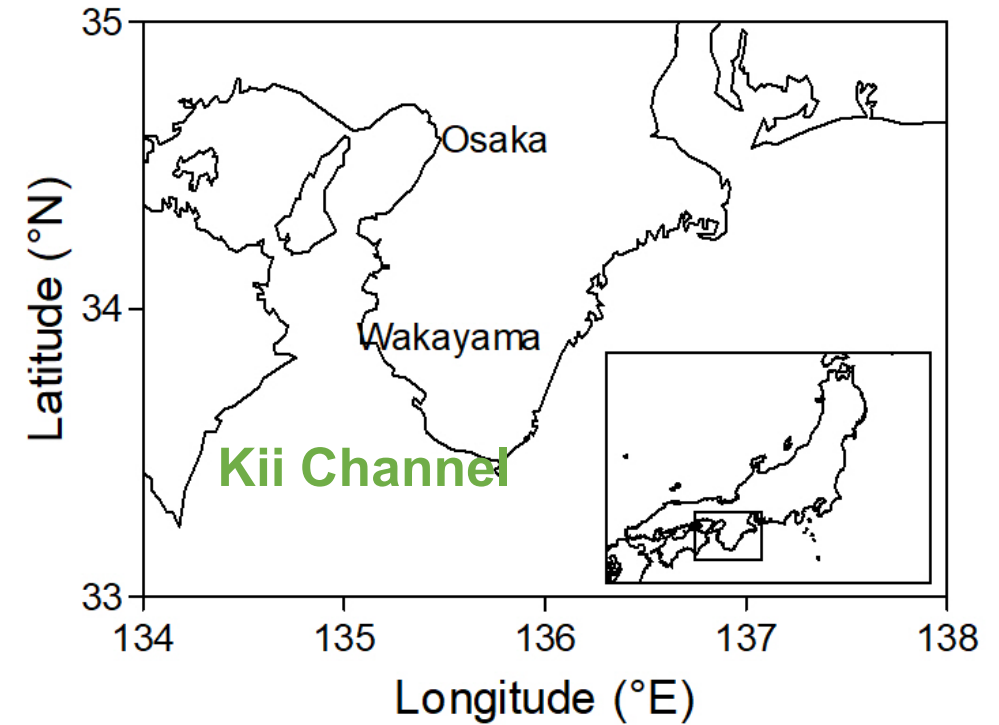 35
Osaka
Latitude (°N)
34
Wakayama
Kii Channel
33
134 135 136 137 138
Longitude (°E)